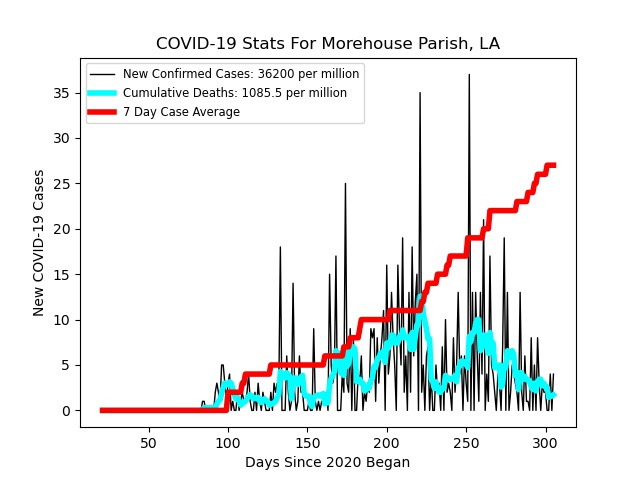 COVID-19 Stats For Morehouse Parish, LA
New Confirmed Cases: 36200 per million
Cumulative Deaths: 1085.5 per million
7 Day Case Average
New COVID-19 Cases
35
30
25
20
15
10
5
0
50 100 150 200 250 300
Days Since 2020 Began